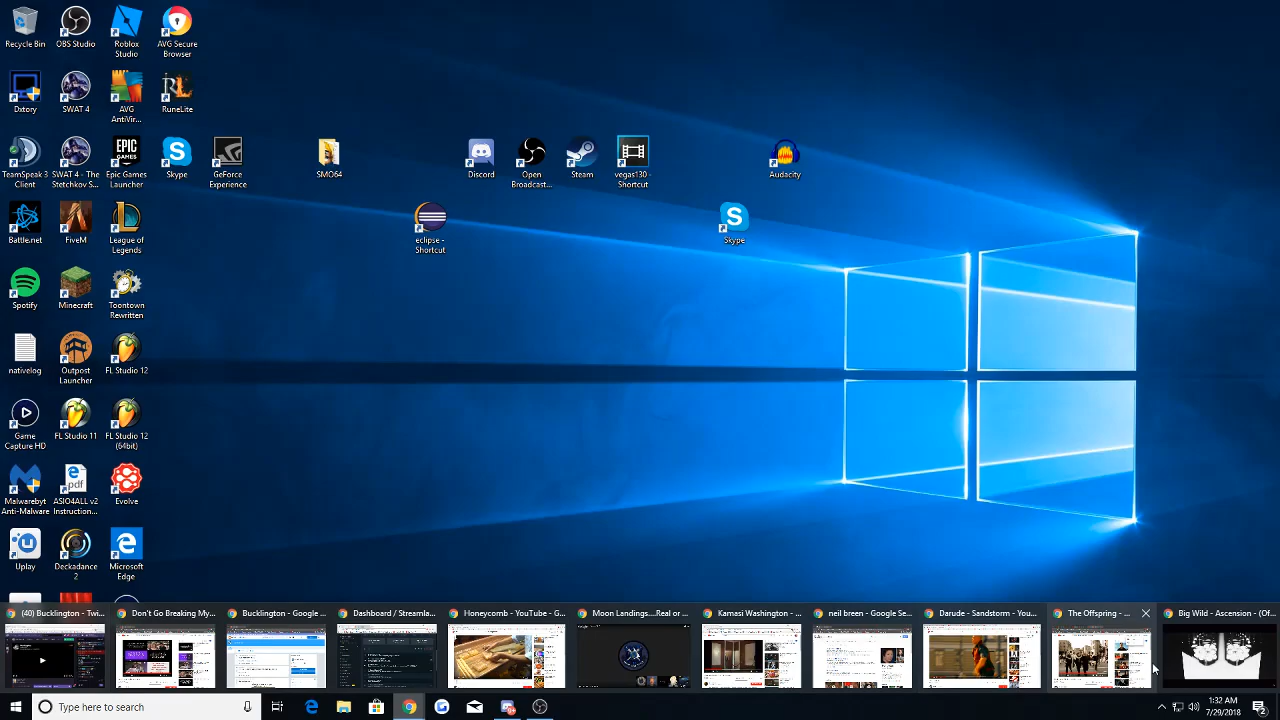 Recycle Bin
OBS Studio
Roblox
Studio
AVG Secure
Browser
Dxtory
SWAT 4
AVG
AntiVir...
RuneLite
TeamSpeak 3
Client
SWAT 4 - The
Stetchkov S...
EPIC
GAMES
Epic Games
Launcher
Skype
GeForce
Experience
SMO64
Discord
Open
Broadcast...
Steam
vegas130 -
Shortcut
Audacity
Battle.net
FiveM
League of
Legends
eclipse -
Shortcut
Skype
Spotify
Minecraft
Toontown
Rewritten
nativelog
Outpost
Launcher
FL Studio 12
Game
Capture HD
FL Studio 11
FL Studio 12
(64bit)
Malwarebyt
Anti-Malware
pdf
ASIO4ALL v2
Instruction...
Evolve
Uplay
Deckadance
2
Microsoft
Edge
(40) Bucklington - Twi...
Don't Go Breaking My...
Bucklington - Google ...
Dashboard / Streamla...
Honeycomb - YouTube - G...
Moon Landings....Real or ...
Kansai Washington - ...
neil breen - Google Se...
Darude - Sandstorm - You...
The Offspring - ...
Big Wild - Ascension - (Or...
Type here to search
1:32 AM
7/29/2018
2